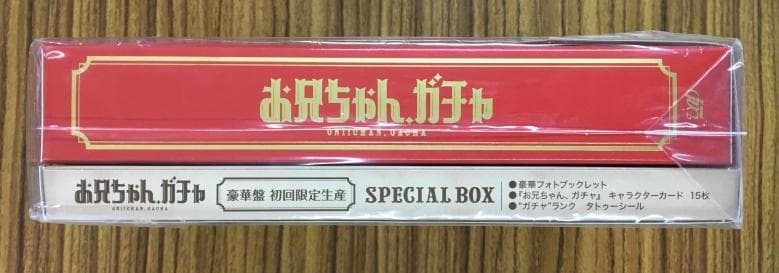 お兄ちゃん、ガチャ
ONIICHAN, GACHA
お兄ちゃん、ガチャ
ONIICHAN, GACHA
豪華盤 初回限定生産
SPECIAL BOX
●豪華フォトブックレット
●『お兄ちゃん、ガチャ』 キャラクターカード 15枚
●“ガチャ”ランク タトゥーシール